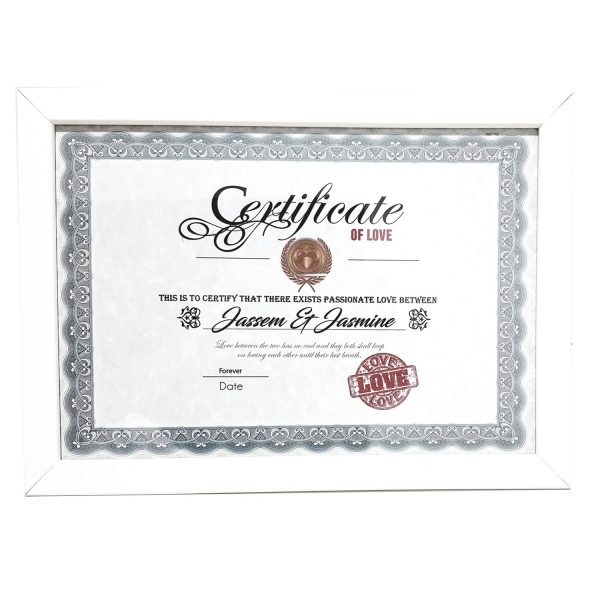 Certificate
OF LOVE
THIS IS TO CERTIFY THAT THERE EXISTS PASSIONATE LOVE BETWEEN
Jassem & Jasmine
Love between the two has no end and they both shall keep
on loving each other until their last breath.
Forever
Date
LOVE
LOVE
LOVE